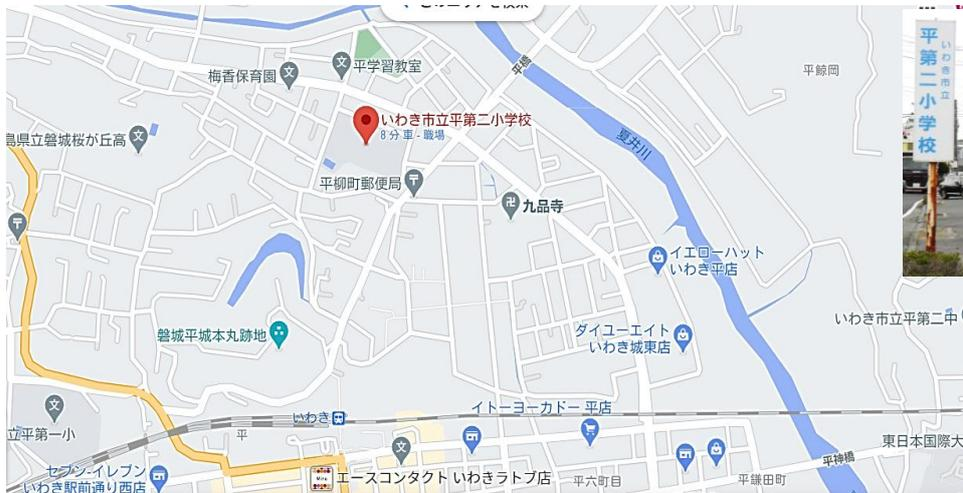 平鯨岡
平橋
平学習教室
梅香保育園
いわき市立平第二小学校
8 分 車 - 職場
島県立磐城桜が丘高
夏井川
平柳町郵便局
九品寺
イエローハット
いわき平店
磐城平城本丸跡地
ダイユーエイト
いわき城東店
いわき市立平第二中
いわき
イトーヨーカドー 平店
立平第一小
平
東日本国際大
セブン-イレブン
いわき駅前通り西店
Mina
エースコンタクト いわきラトブ店
平六町目
平鎌田町
平神橋
いわき市立
平第二小学校